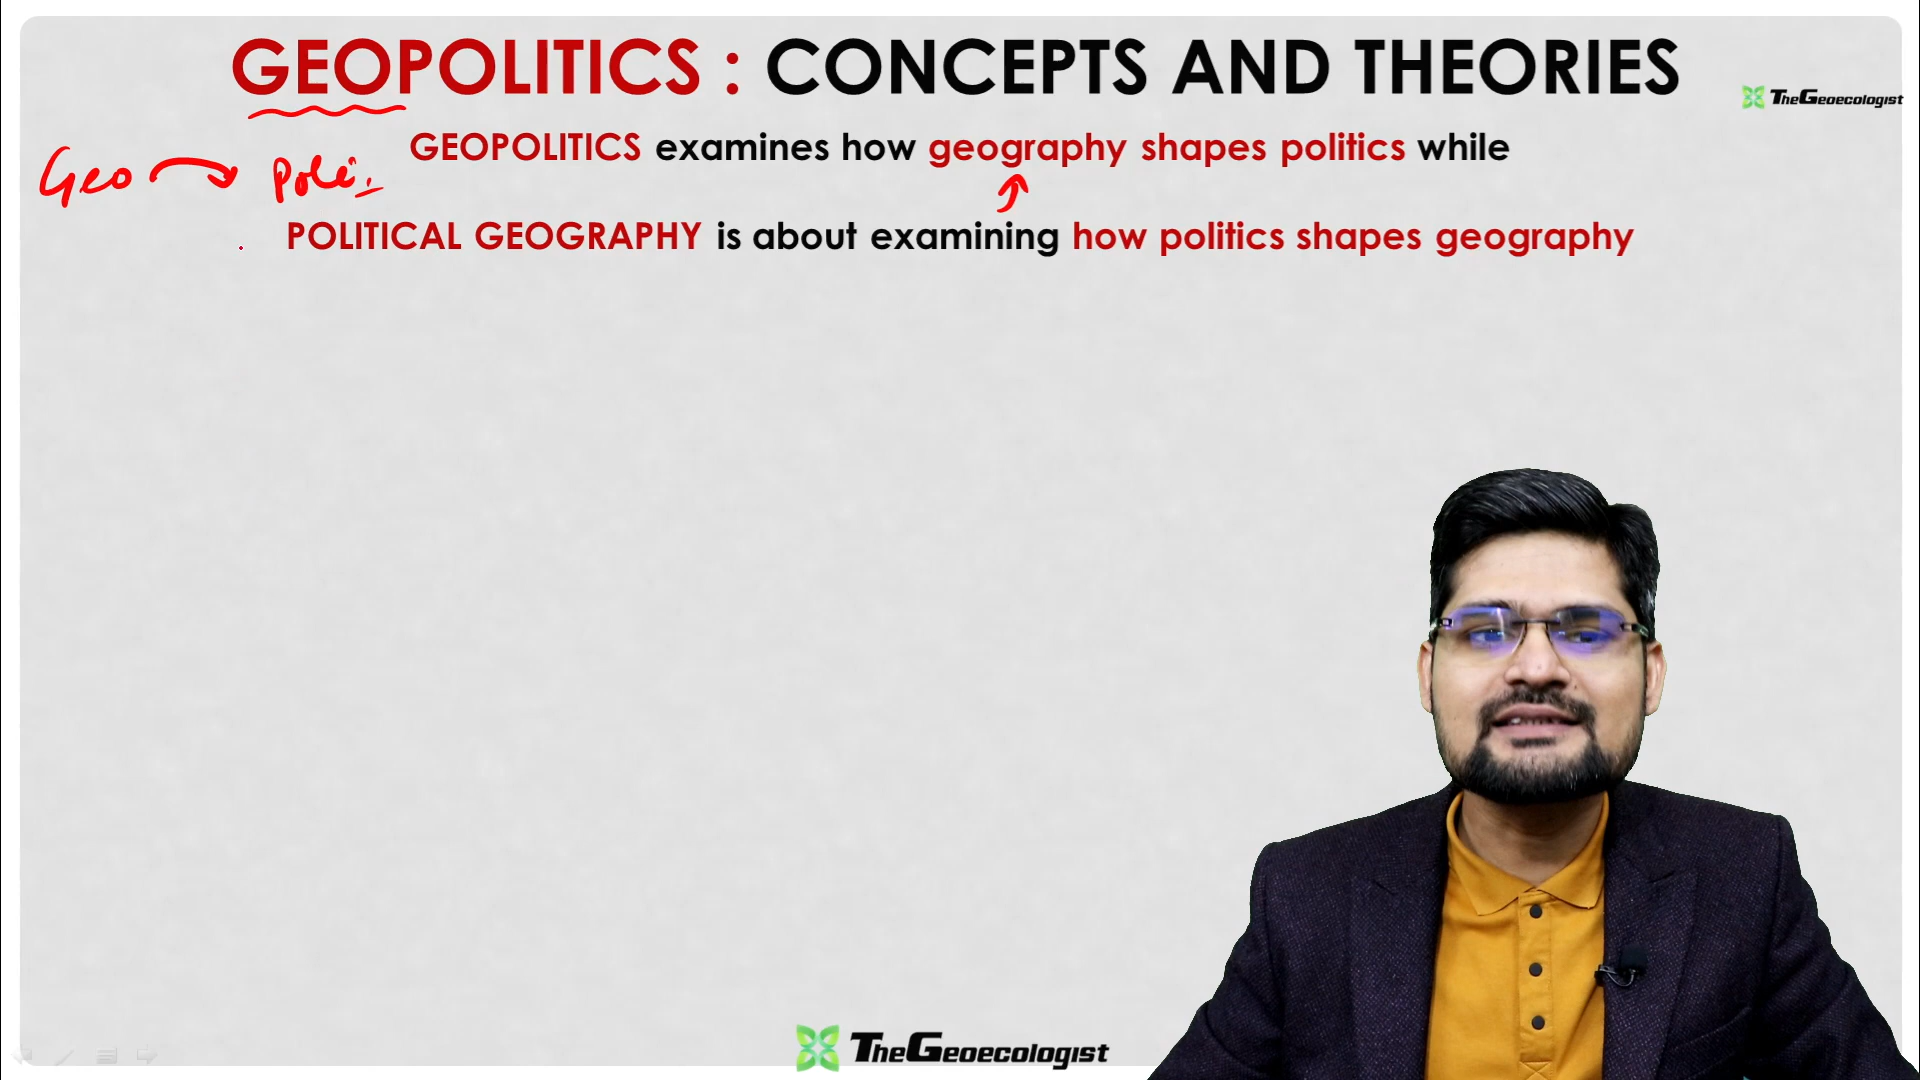 GEOPOLITICS : CONCEPTS AND THEORIES
TheGeoecologist
GEOPOLITICS examines how geography shapes politics while
Geo → Poli.
POLITICAL GEOGRAPHY is about examining how politics shapes geography
TheGeoecologist